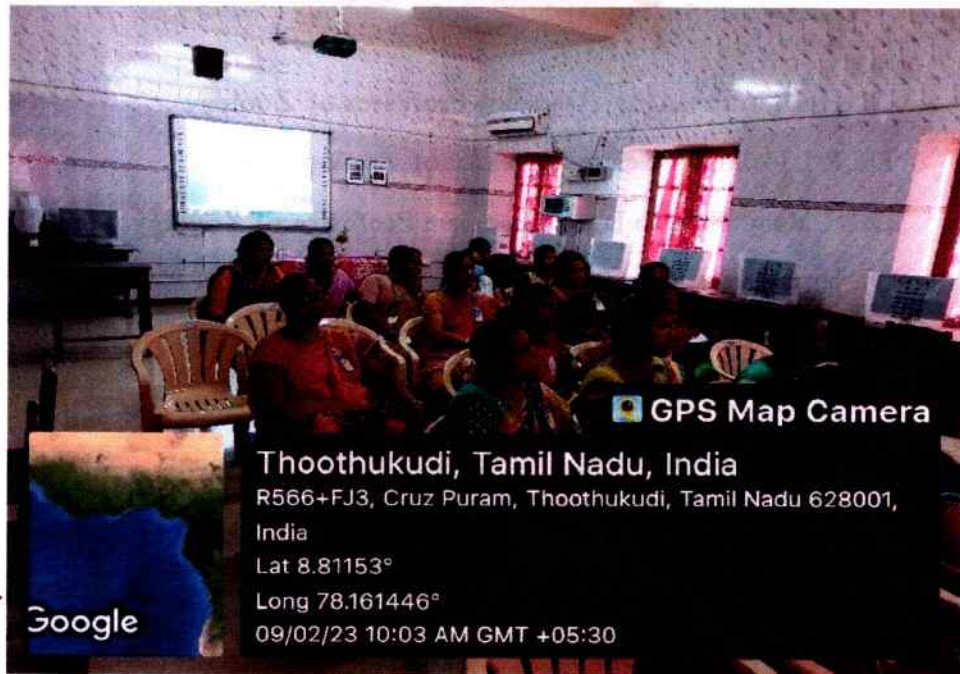 GPS Map Camera
Thoothukudi, Tamil Nadu, India
R566+FJ3, Cruz Puram, Thoothukudi, Tamil Nadu 628001,
India
Lat 8.81153°
Long 78.161446°
09/02/23 10:03 AM GMT +05:30
Google